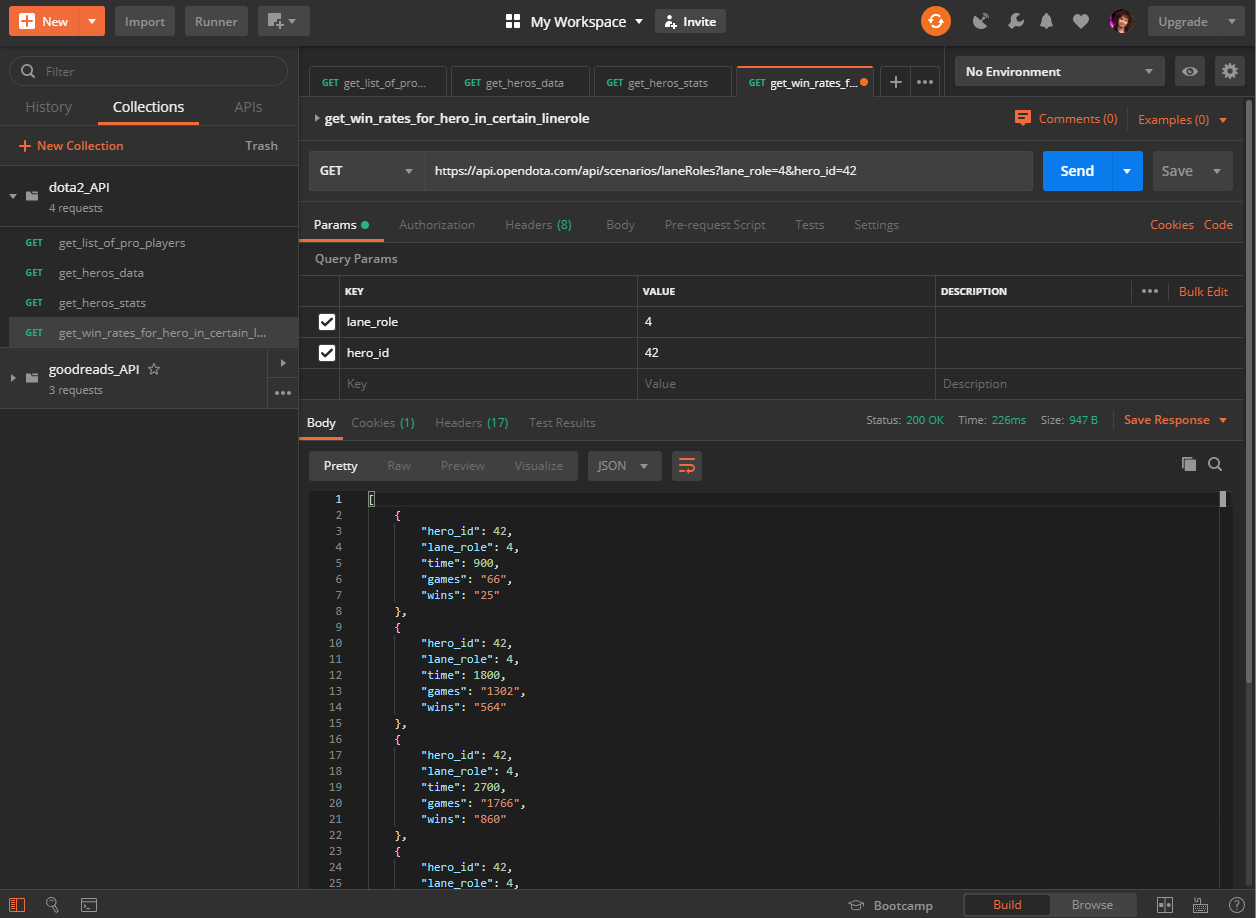 New Import Runner My Workspace Invite Upgrade
Filter
History Collections APIs
+ New Collection Trash
dota2_API
4 requests
GET get_list_of_pro_players
GET get_heros_data
GET get_heros_stats
GET get_win_rates_for_hero_in_certain_l...
goodreads_API
3 requests
GET get_list_of_pro... GET get_heros_data GET get_heros_stats GET get_win_rates_f... No Environment
get_win_rates_for_hero_in_certain_linerole Comments (0) Examples (0)
GET https://api.opendota.com/api/scenarios/laneRoles?lane_role=4&hero_id=42 Send Save
Params Authorization Headers (8) Body Pre-request Script Tests Settings Cookies Code
Query Params
KEY VALUE DESCRIPTION Bulk Edit
lane_role 4
hero_id 42
Key Value Description
Body Cookies (1) Headers (17) Test Results Status: 200 OK Time: 226ms Size: 947 B Save Response
Pretty Raw Preview Visualize JSON
1 [
2 {
3 "hero_id": 42,
4 "lane_role": 4,
5 "time": 900,
6 "games": "66",
7 "wins": "25"
8 },
9 {
10 "hero_id": 42,
11 "lane_role": 4,
12 "time": 1800,
13 "games": "1302",
14 "wins": "564"
15 },
16 {
17 "hero_id": 42,
18 "lane_role": 4,
19 "time": 2700,
20 "games": "1766",
21 "wins": "860"
22 },
23 {
24 "hero_id": 42,
25 "lane_role": 4,
Bootcamp Build Browse